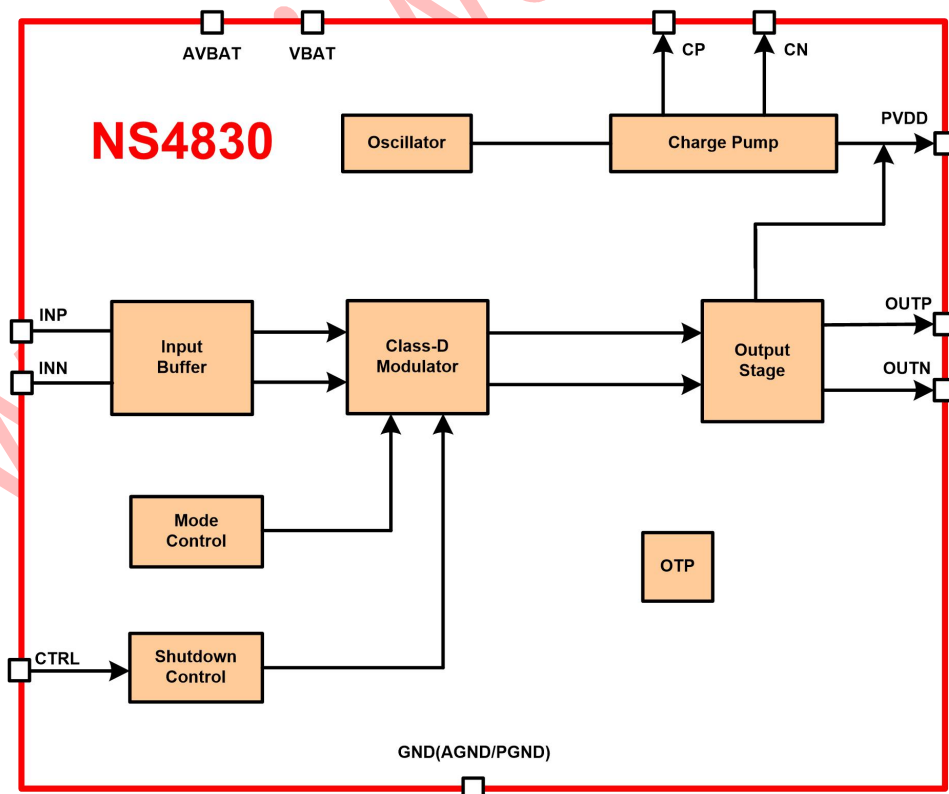 AVBAT
VBAT
CP
CN
NS4830
Oscillator
Charge Pump
PVDD
INP
INN
Input
Buffer
Class-D
Modulator
Output
Stage
OUTP
OUTN
Mode
Control
OTP
CTRL
Shutdown
Control
GND(AGND/PGND)